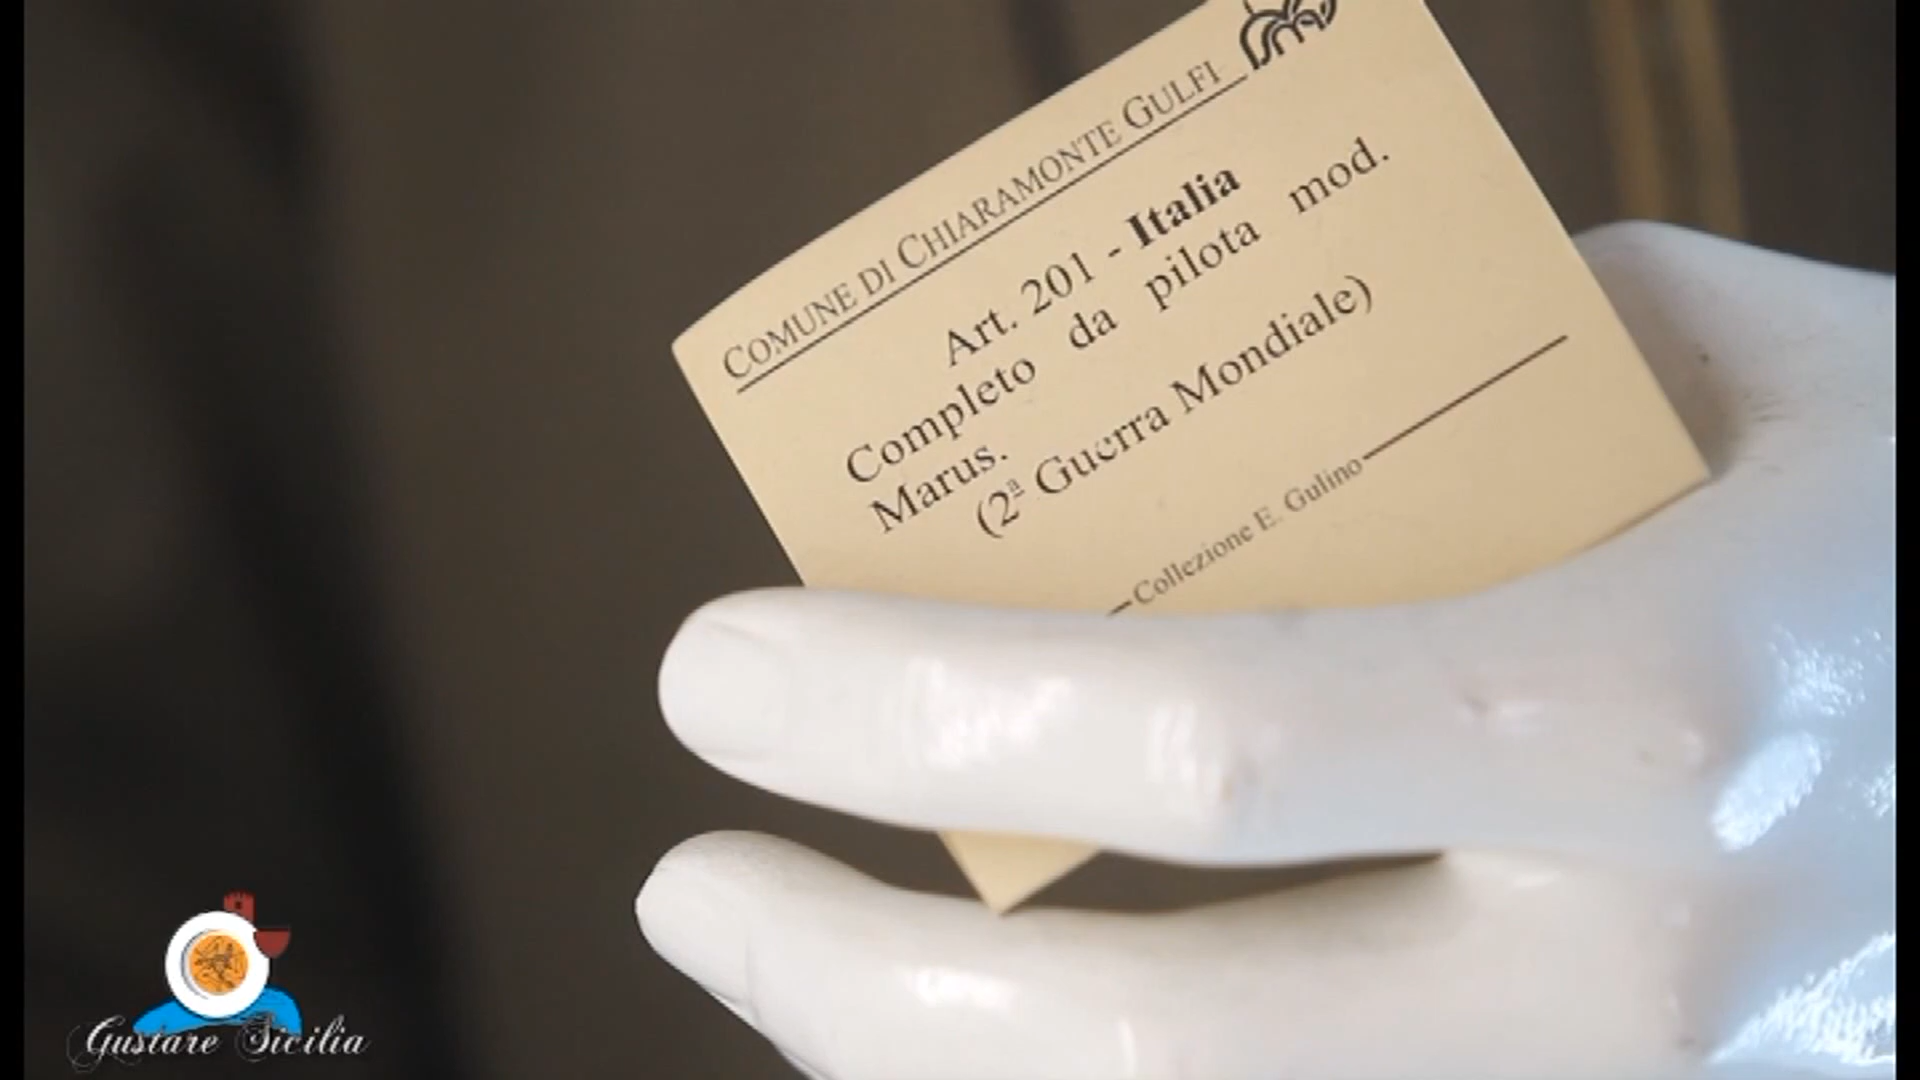 COMUNE DI CHIARAMONTE GULFI
Art. 201 - Italia
Completo da pilota mod.
Marus.
(2ª Guerra Mondiale)
Collezione E. Gulino
Gustare Sicilia